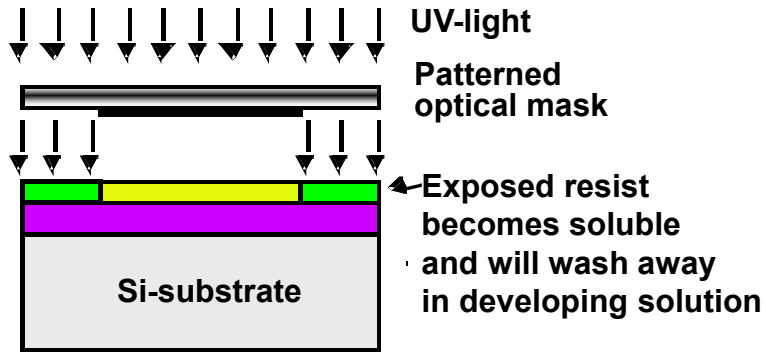 UV-light
Patterned
optical mask
Exposed resist
becomes soluble
and will wash away
in developing solution
Si-substrate